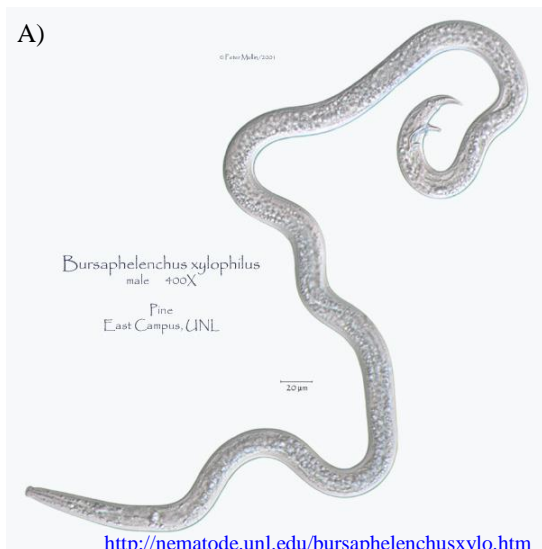 A)
© Peter Mullin/2001
Bursaphelenchus xylophilus
male 400X
Pine
East Campus, UNL
20 µm
http://nematode.unl.edu/bursaphelenchusxylo.htm